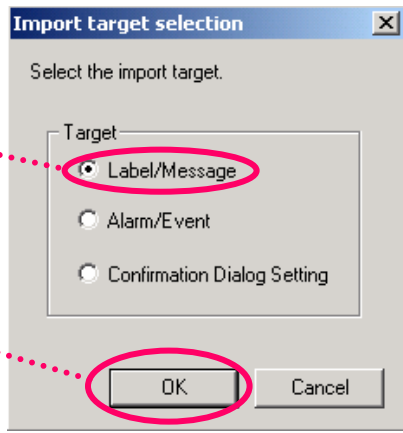 Import target selection
Select the import target.
Target
Label/Message
Alarm/Event
Confirmation Dialog Setting
OK Cancel